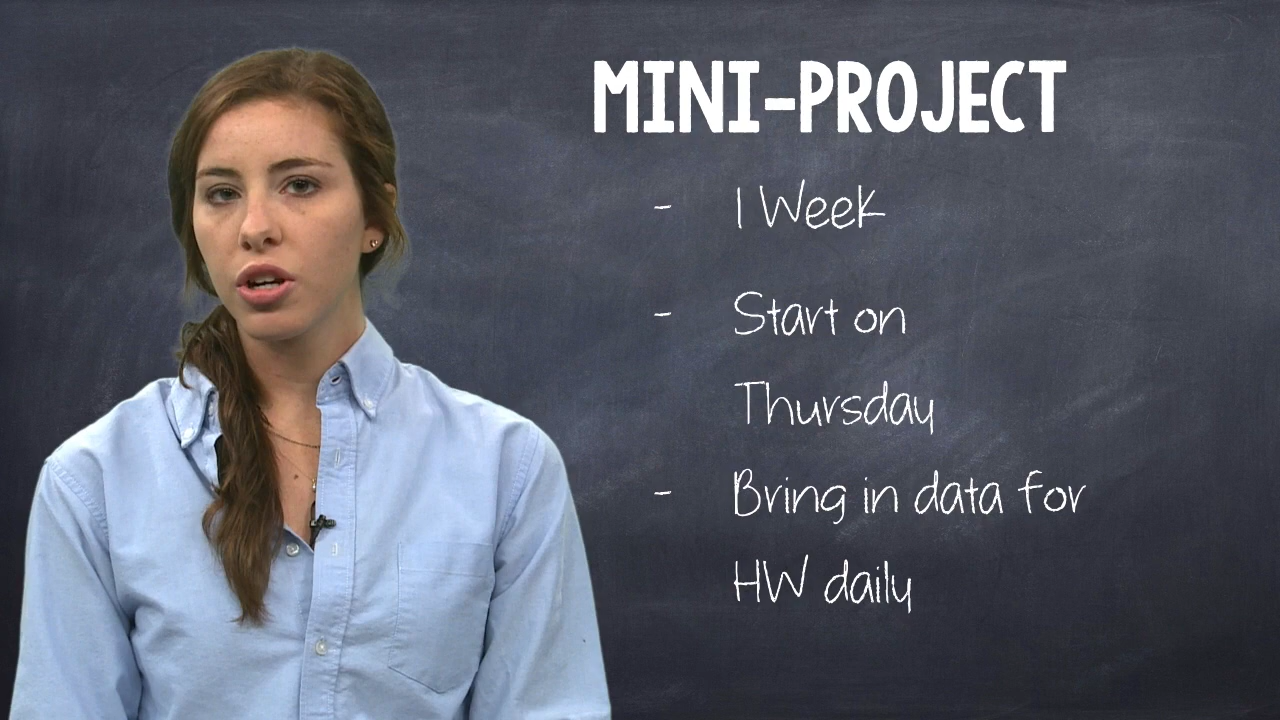 MINI-PROJECT
- 1 Week
- Start on
Thursday
- Bring in data for
HW daily